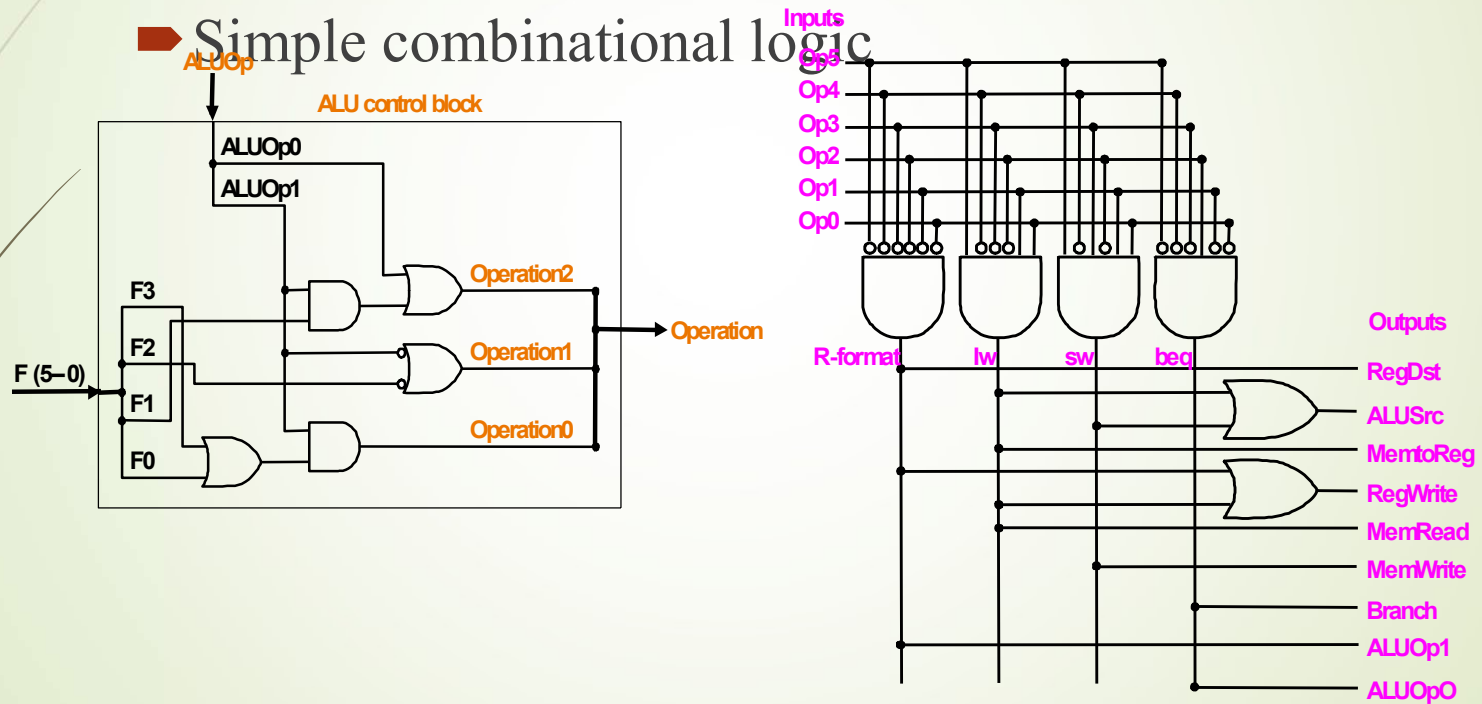 Simple combinational logic
ALUOp
ALU control block
ALUOp0
ALUOp1
F3
F2
F (5–0)
F1
F0
Operation2
Operation1
Operation0
Operation
Inputs
Op5
Op4
Op3
Op2
Op1
Op0
R-format
lw
sw
beq
Outputs
RegDst
ALUSrc
MemtoReg
RegWrite
MemRead
MemWrite
Branch
ALUOp1
ALUOpO